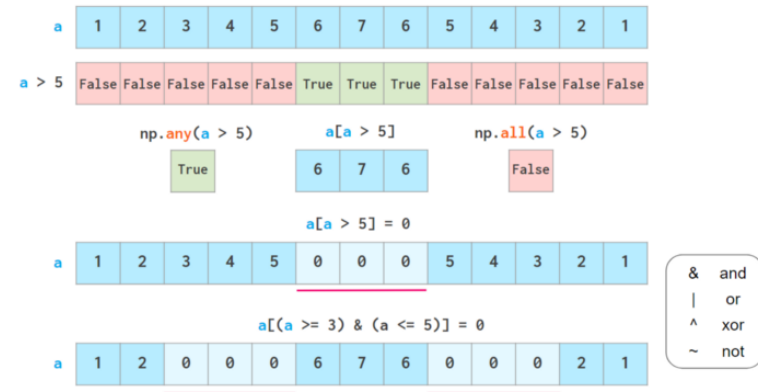 a 1 2 3 4 5 6 7 6 5 4 3 2 1
a > 5 False False False False False True True True False False False False False
np.any(a > 5) a[a > 5] np.all(a > 5)
True 6 7 6 False
a[a > 5] = 0
a 1 2 3 4 5 0 0 0 5 4 3 2 1
& and
| or
a[(a >= 3) & (a <= 5)] = 0
^ xor
~ not
a 1 2 0 0 0 6 7 6 0 0 0 2 1